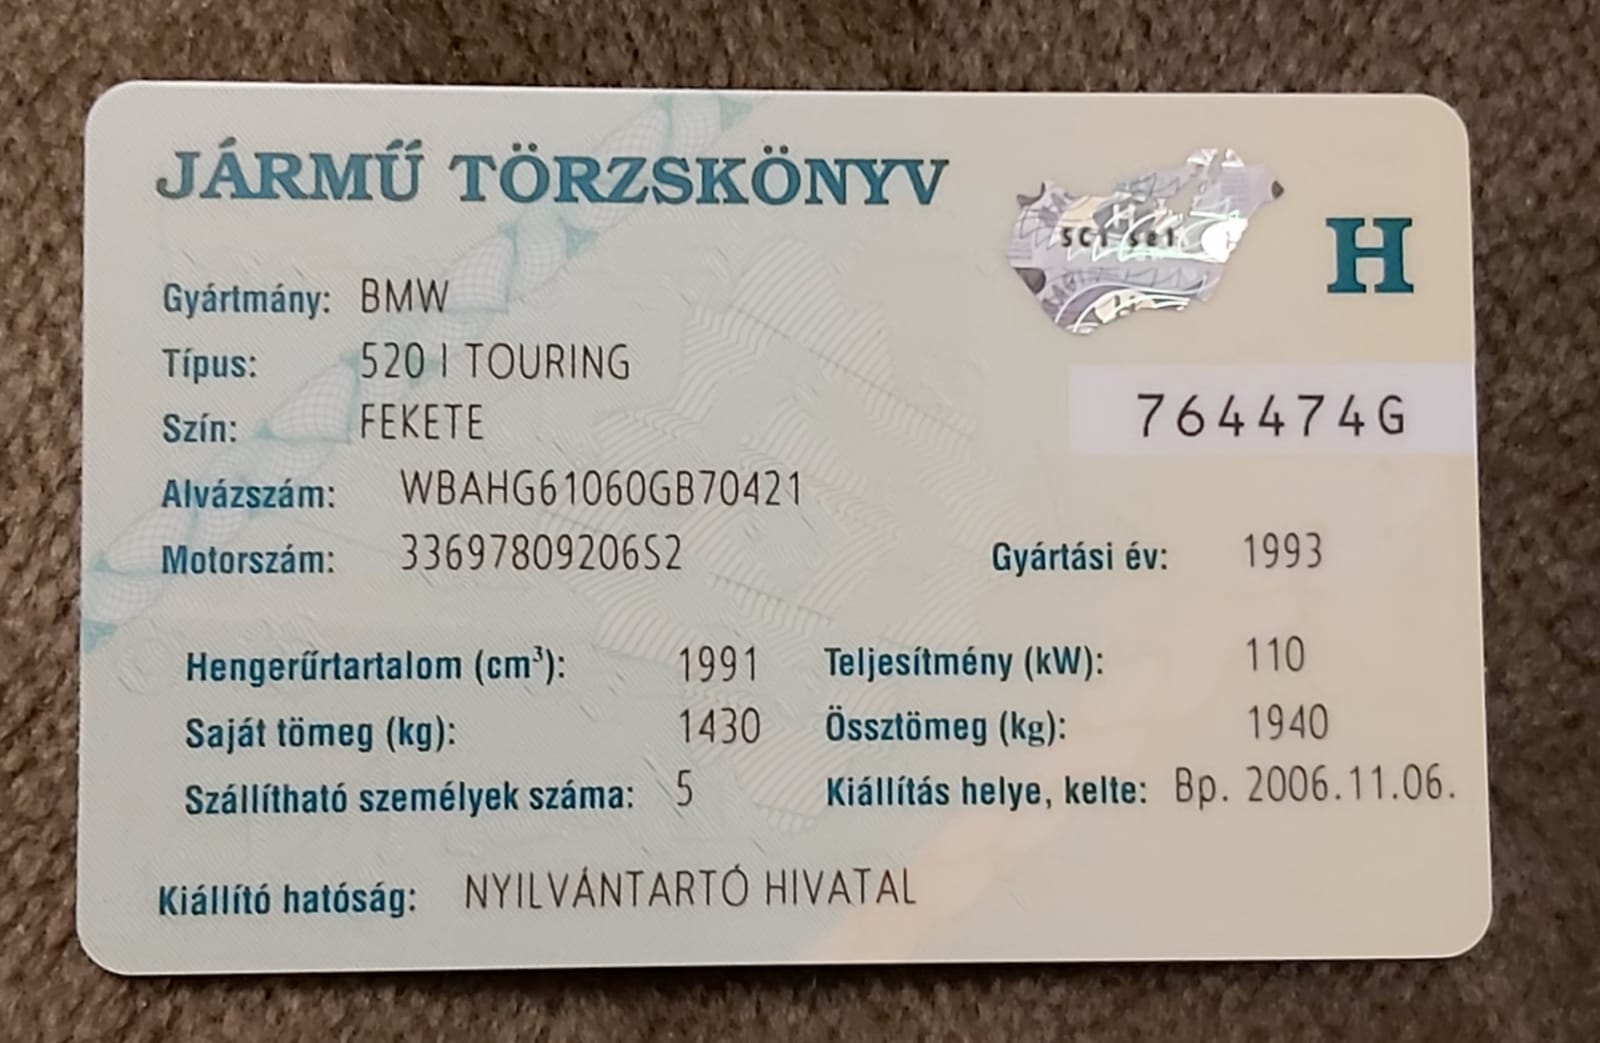 JÁRMŰ TÖRZSKÖNYV
H
Gyártmány: BMW
Típus: 520 I TOURING
764474G
Szín: FEKETE
Alvázszám: WBAHG61060GB70421
Motorszám: 33697809206S2
Gyártási év: 1993
Hengerűrtartalom (cm³): 1991
Teljesítmény (kW): 110
Saját tömeg (kg): 1430
Össztömeg (kg): 1940
Szállítható személyek száma: 5
Kiállítás helye, kelte: Bp. 2006.11.06.
Kiállító hatóság: NYILVÁNTARTÓ HIVATAL